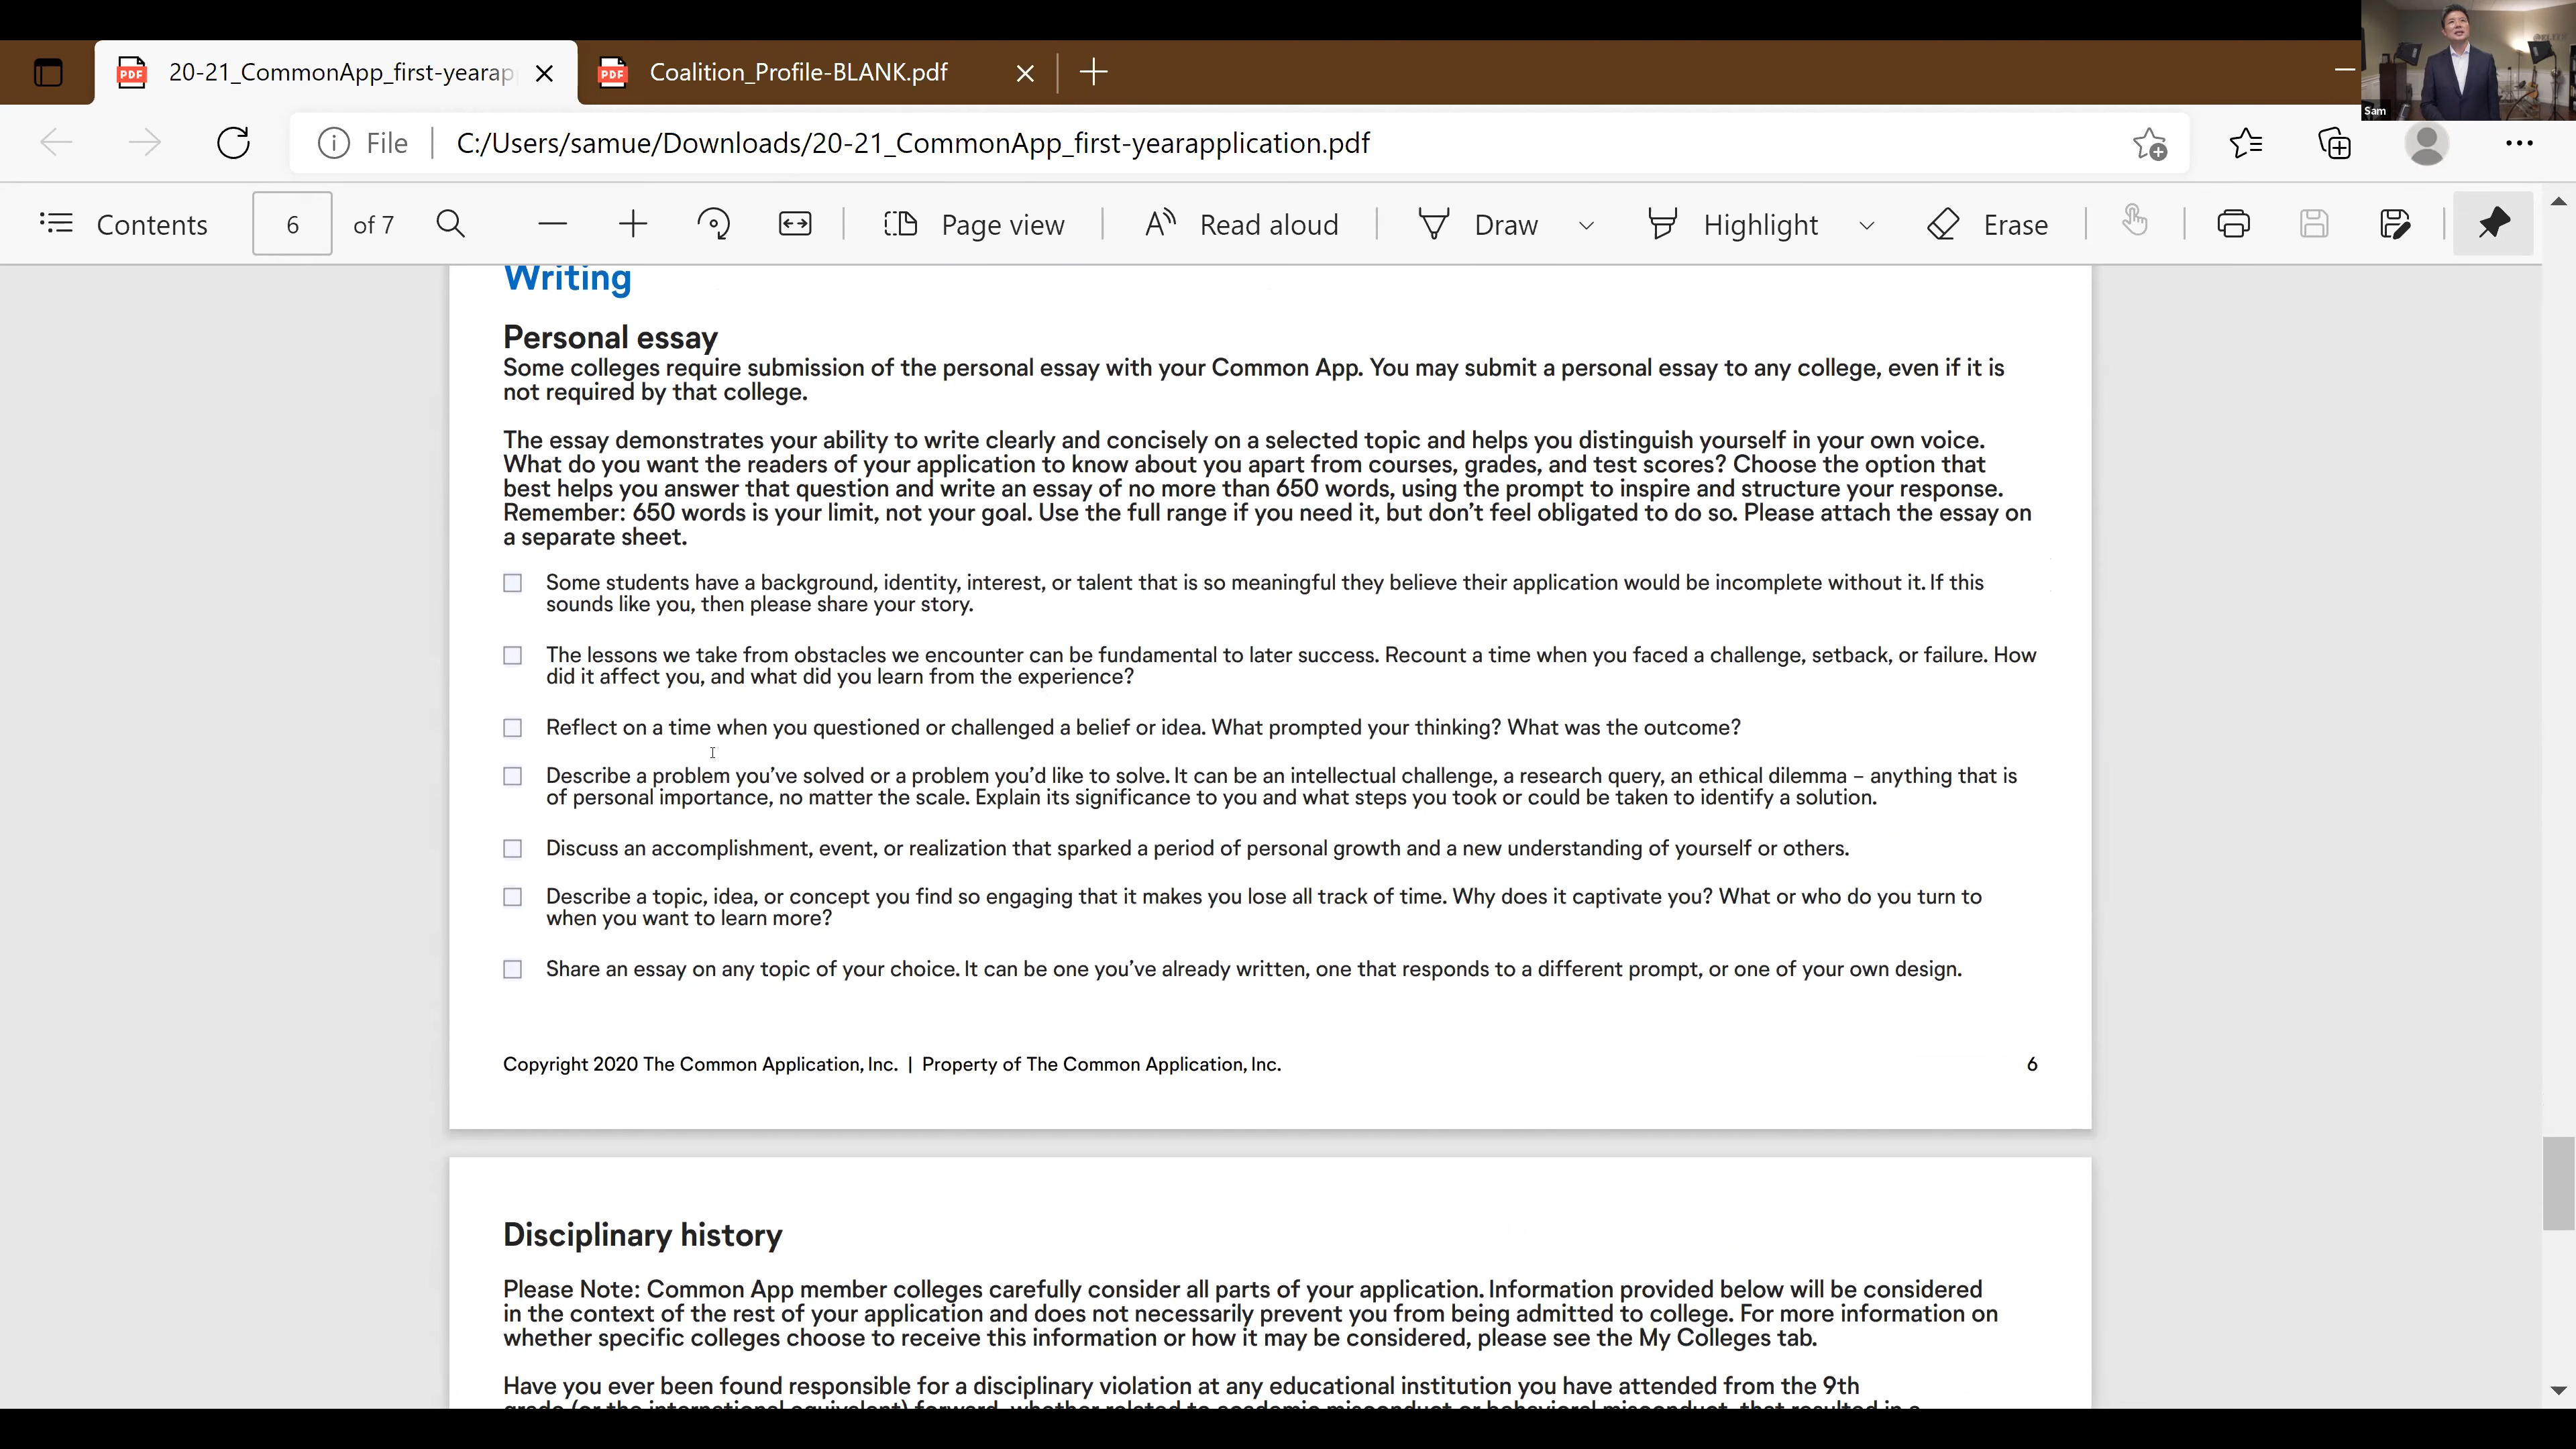 20-21_CommonApp_first-yearap
Coalition_Profile-BLANK.pdf
Sam
File
C:/Users/samue/Downloads/20-21_CommonApp_first-yearapplication.pdf
Contents 6 of 7 Page view Read aloud Draw Highlight Erase
Writing
Personal essay
Some colleges require submission of the personal essay with your Common App. You may submit a personal essay to any college, even if it is
not required by that college.
The essay demonstrates your ability to write clearly and concisely on a selected topic and helps you distinguish yourself in your own voice.
What do you want the readers of your application to know about you apart from courses, grades, and test scores? Choose the option that
best helps you answer that question and write an essay of no more than 650 words, using the prompt to inspire and structure your response.
Remember: 650 words is your limit, not your goal. Use the full range if you need it, but don’t feel obligated to do so. Please attach the essay on
a separate sheet.
Some students have a background, identity, interest, or talent that is so meaningful they believe their application would be incomplete without it. If this
sounds like you, then please share your story.
The lessons we take from obstacles we encounter can be fundamental to later success. Recount a time when you faced a challenge, setback, or failure. How
did it affect you, and what did you learn from the experience?
Reflect on a time when you questioned or challenged a belief or idea. What prompted your thinking? What was the outcome?
Describe a problem you’ve solved or a problem you’d like to solve. It can be an intellectual challenge, a research query, an ethical dilemma – anything that is
of personal importance, no matter the scale. Explain its significance to you and what steps you took or could be taken to identify a solution.
Discuss an accomplishment, event, or realization that sparked a period of personal growth and a new understanding of yourself or others.
Describe a topic, idea, or concept you find so engaging that it makes you lose all track of time. Why does it captivate you? What or who do you turn to
when you want to learn more?
Share an essay on any topic of your choice. It can be one you’ve already written, one that responds to a different prompt, or one of your own design.
Copyright 2020 The Common Application, Inc. | Property of The Common Application, Inc. 6
Disciplinary history
Please Note: Common App member colleges carefully consider all parts of your application. Information provided below will be considered
in the context of the rest of your application and does not necessarily prevent you from being admitted to college. For more information on
whether specific colleges choose to receive this information or how it may be considered, please see the My Colleges tab.
Have you ever been found responsible for a disciplinary violation at any educational institution you have attended from the 9th
grade (or the international equivalent) forward, whether related to academic misconduct or behavioral misconduct, that resulted in a